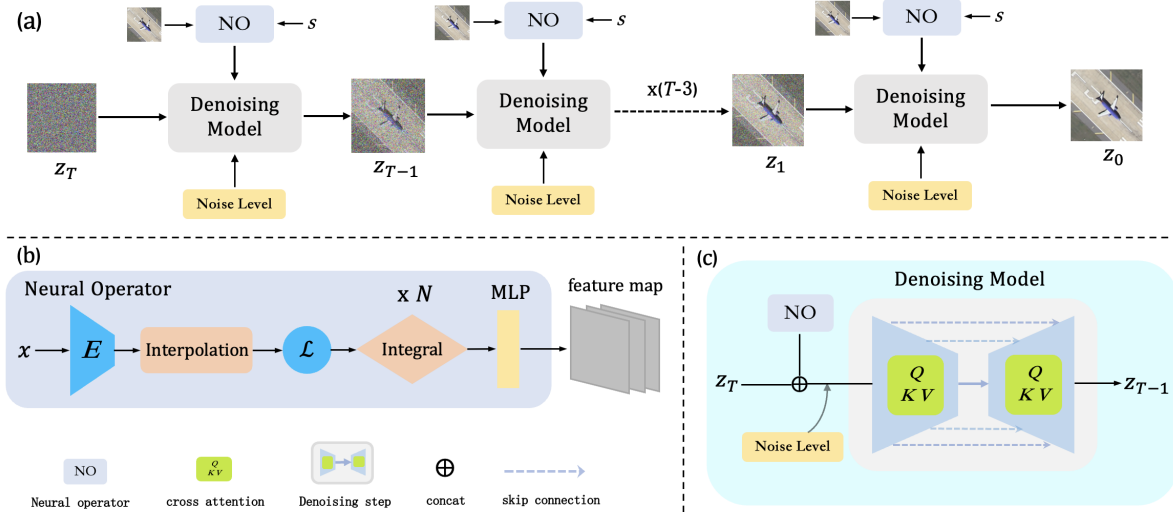 (a)
NO
s
NO
s
NO
s
Denoising
Model
Denoising
Model
x(T-3)
Denoising
Model
z_T
z_{T-1}
z_1
z_0
Noise Level
Noise Level
Noise Level
(b)
Neural Operator
x N
MLP
feature map
x
E
Interpolation
ℒ
Integral
(c)
Denoising Model
NO
z_T
Q
K V
Q
K V
z_{T-1}
Noise Level
NO
Q
K V
Neural operator
cross attention
Denoising step
concat
skip connection